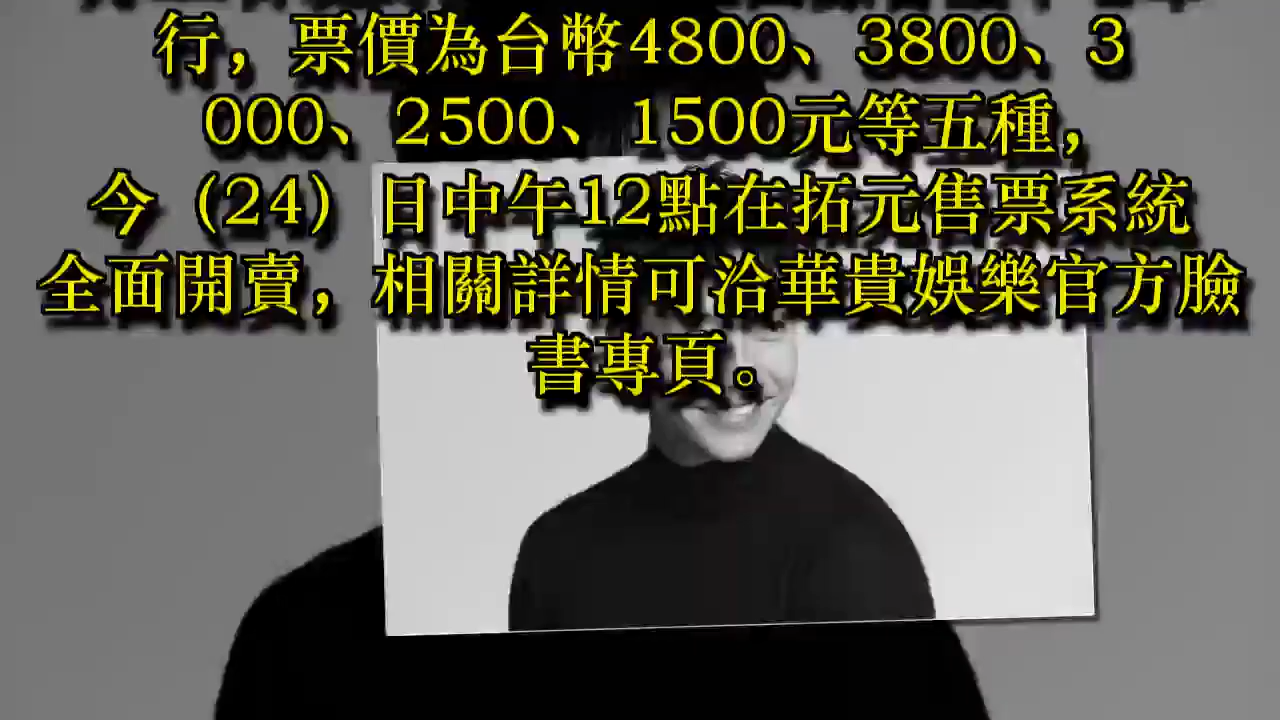 行，票價為台幣4800、3800、3
000、2500、1500元等五種，
今（24）日中午12點在拓元售票系統
全面開賣，相關詳情可洽華貴娛樂官方臉
書專頁。